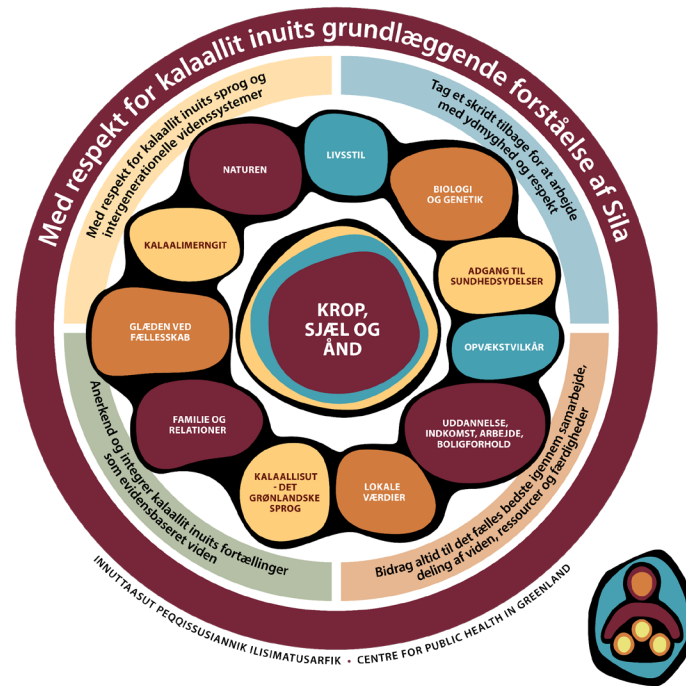 Med respekt for kalaallit inuits grundlæggende forståelse af Sila
Med respekt for kalaallit inuits sprog og
intergenerationelle videnssystemer
Tag et skridt tilbage for at arbejde
med ydmyghed og respekt
LIVSSTIL
NATUREN
BIOLOGI
OG GENETIK
KALAALIMERNGIT
ADGANG TIL
SUNDHEDSYDELSER
KROP,
SJÆL OG
ÅND
GLÆDEN VED
FÆLLESSKAB
OPVÆKSTVILKÅR
FAMILIE OG
RELATIONER
UDDANNELSE,
INDKOMST, ARBEJDE,
BOLIGFORHOLD
KALAALLISUT
- DET
GRØNLANDSKE
SPROG
LOKALE
VÆRDIER
Anerkend og integrer kalaallit inuits fortællinger
som evidensbaseret viden
Bidrag altid til det fælles bedste igennem samarbejde,
deling af viden, ressourcer og færdigheder
INNUTTAASUT PEQQISSUSIANNIK ILISIMATUSARFIK • CENTRE FOR PUBLIC HEALTH IN GREENLAND